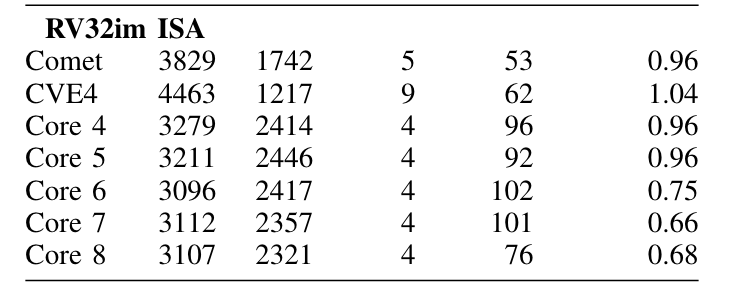 RV32im ISA
Comet 3829 1742 5 53 0.96
CVE4 4463 1217 9 62 1.04
Core 4 3279 2414 4 96 0.96
Core 5 3211 2446 4 92 0.96
Core 6 3096 2417 4 102 0.75
Core 7 3112 2357 4 101 0.66
Core 8 3107 2321 4 76 0.68